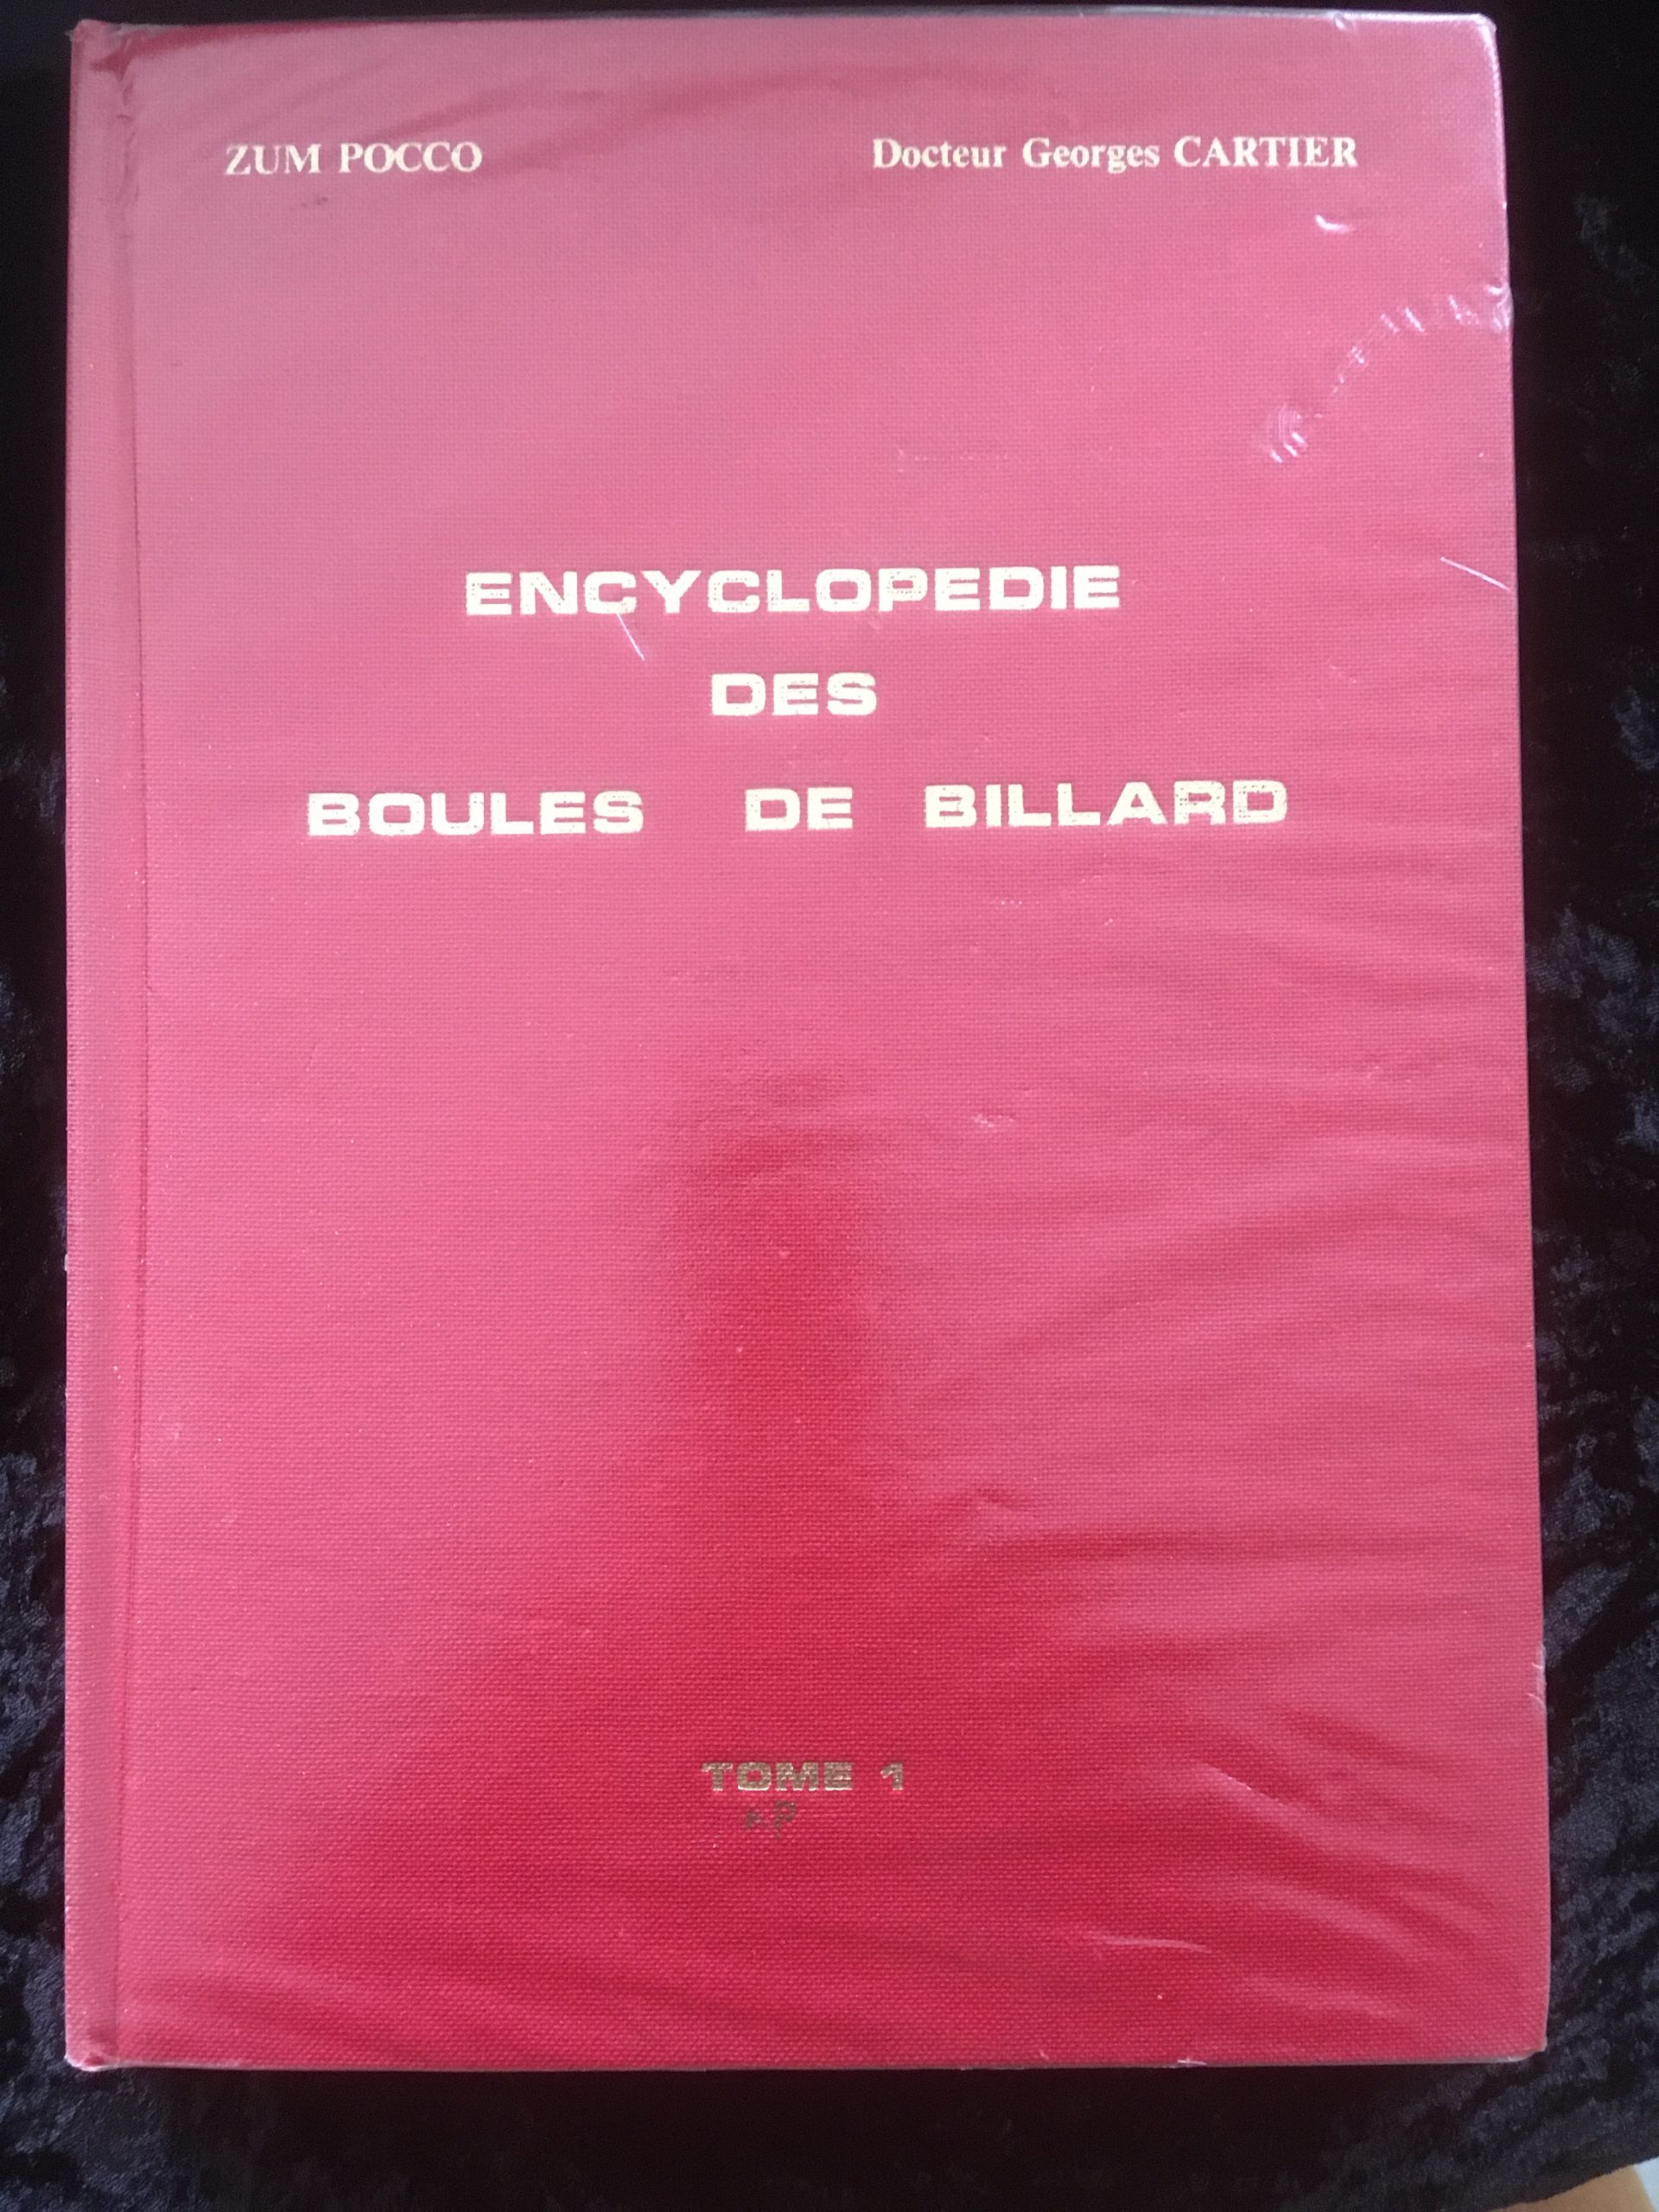 ZUM POCCO Docteur Georges CARTIER
ENCYCLOPEDIE
DES
BOULES DE BILLARD
TOME 1